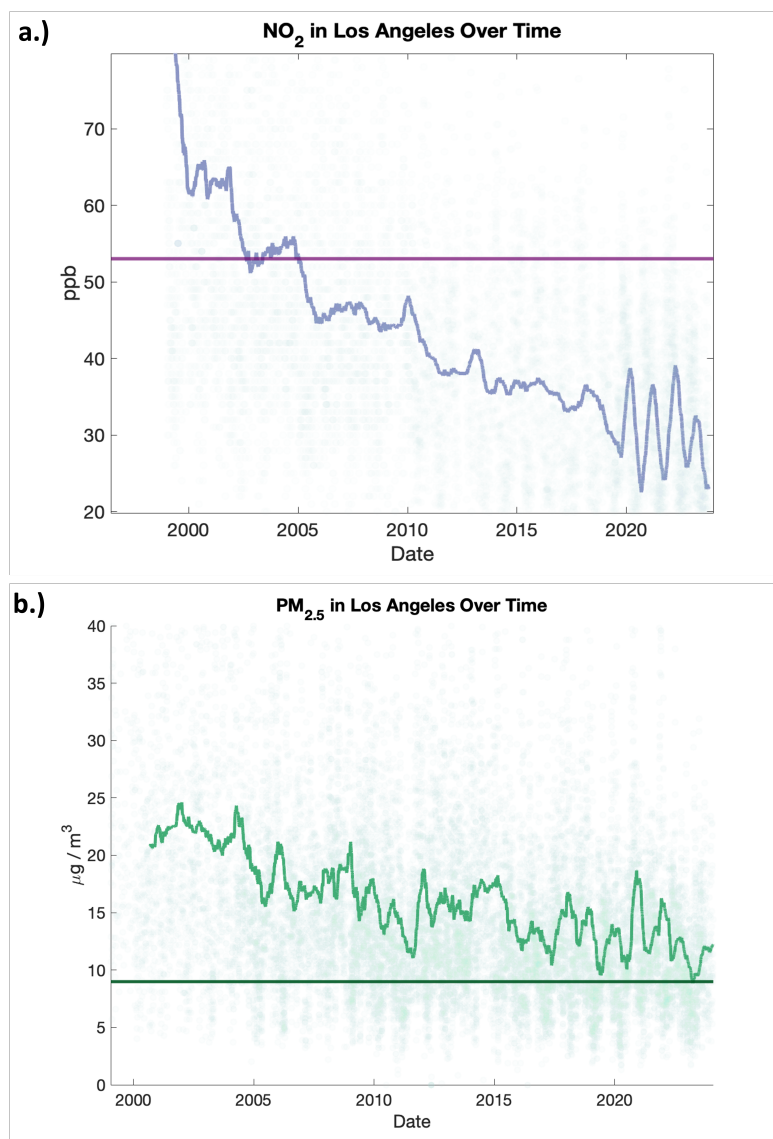 a.)
NO2 in Los Angeles Over Time
70
60
50
40
30
20
ppb
2000 2005 2010 2015 2020
Date
b.)
PM2.5 in Los Angeles Over Time
40
35
30
25
20
15
10
5
0
μg / m3
2000 2005 2010 2015 2020
Date